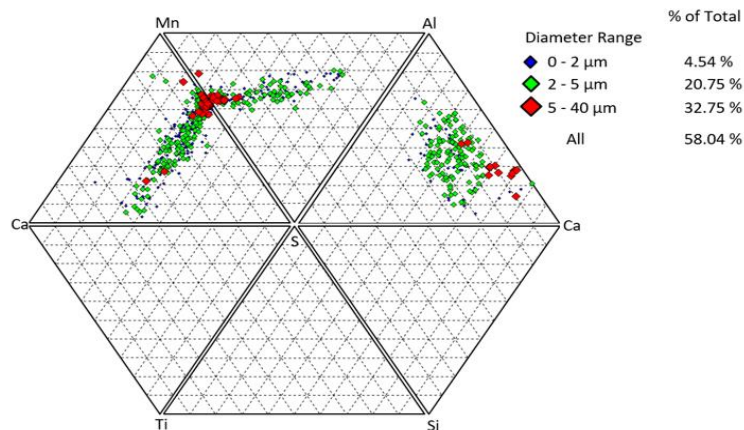 % of Total
Mn
Al
Diameter Range
0 - 2 µm 4.54 %
2 - 5 µm 20.75 %
5 - 40 µm 32.75 %
All 58.04 %
Ca
S
Ca
Ti
Si